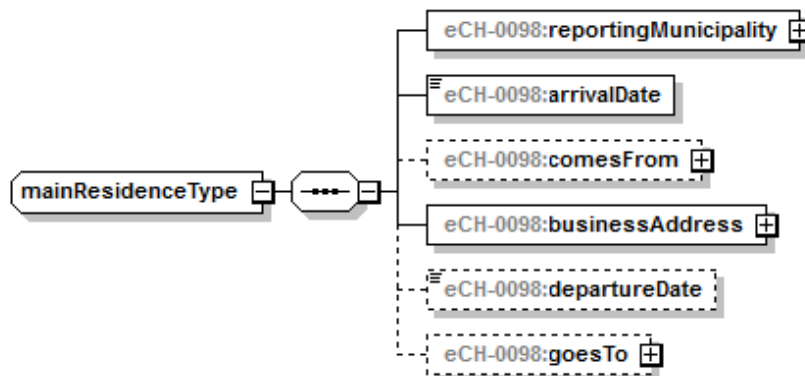 eCH-0098:reportingMunicipality
eCH-0098:arrivalDate
eCH-0098:comesFrom
mainResidenceType
eCH-0098:businessAddress
eCH-0098:departureDate
eCH-0098:goesTo